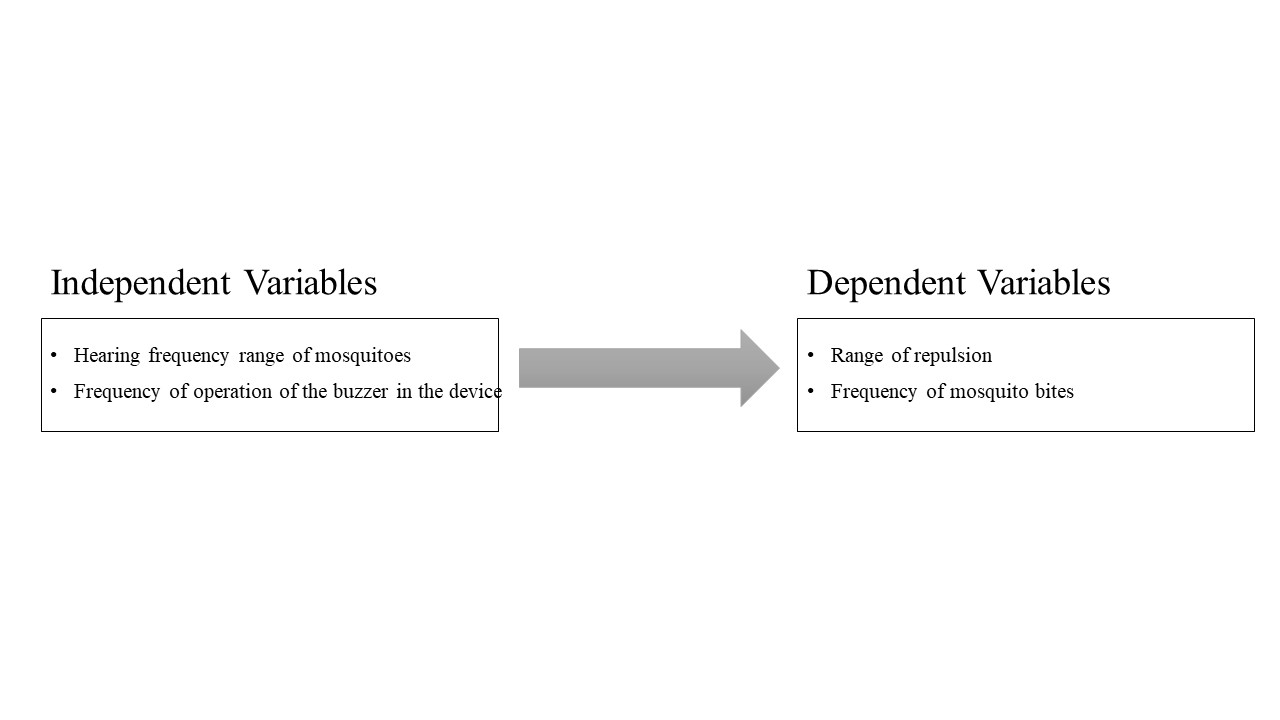 Independent Variables
• Hearing frequency range of mosquitoes
• Frequency of operation of the buzzer in the device
Dependent Variables
• Range of repulsion
• Frequency of mosquito bites